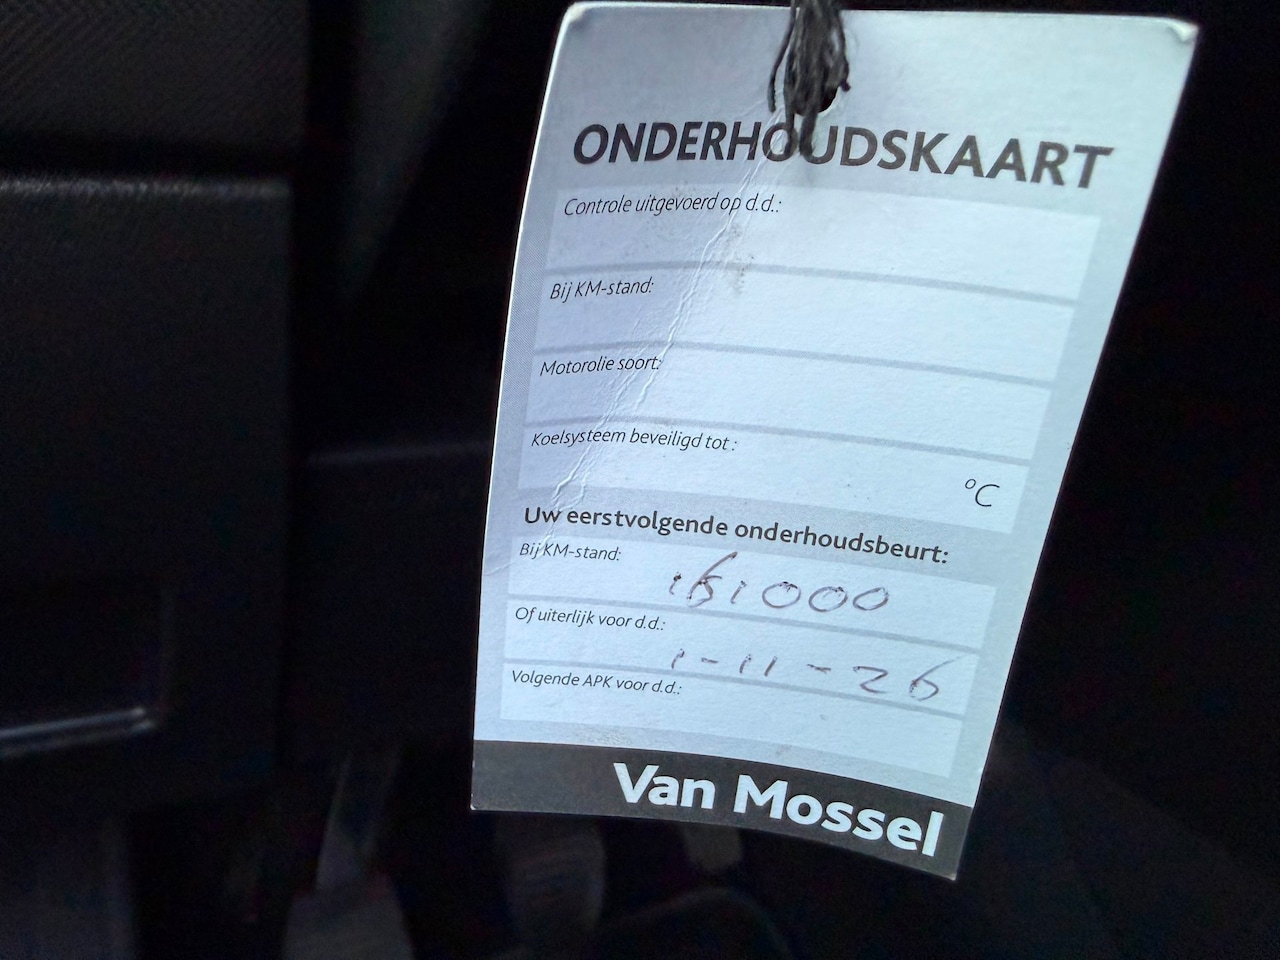 ONDERHOUDSKAART
Controle uitgevoerd op d.d.:
Bij KM-stand:
Motorolie soort:
Koelsysteem beveiligd tot :
°C
Uw eerstvolgende onderhoudsbeurt:
Bij KM-stand: 161000
Of uiterlijk voor d.d.: 1-11-26
Volgende APK voor d.d.:
Van Mossel